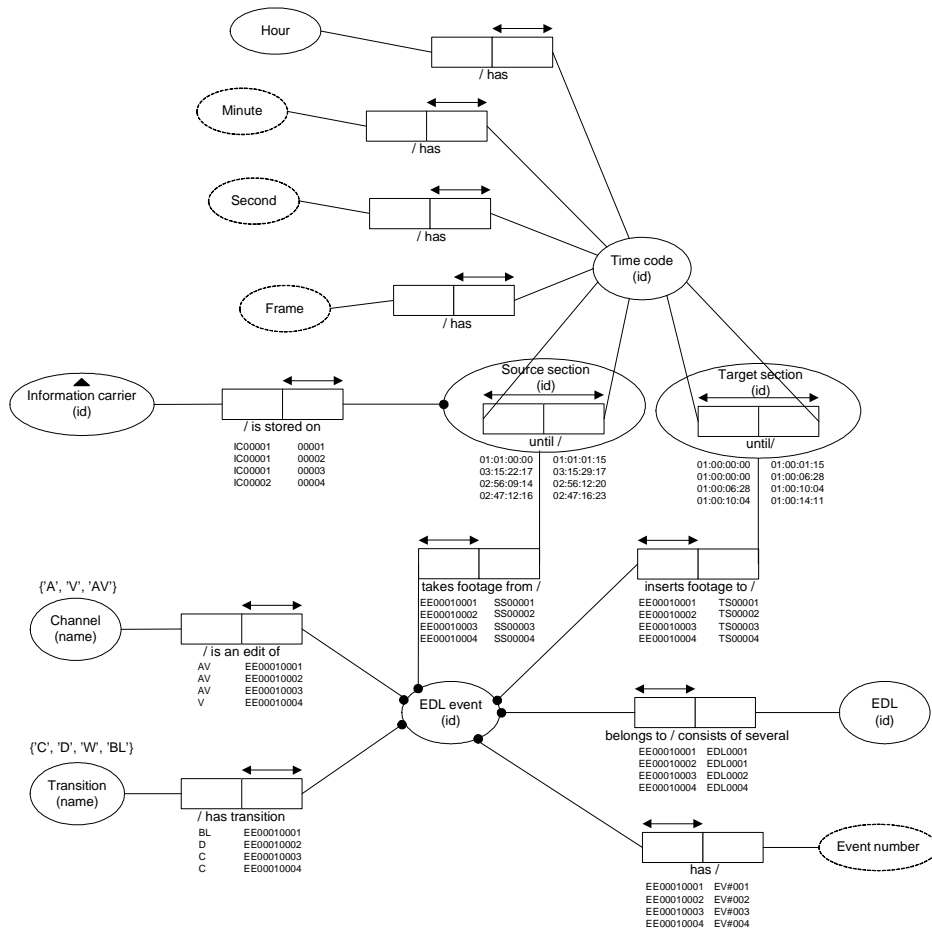 Hour
/ has
Minute
/ has
Second
/ has
Time code
(id)
Frame
/ has
Information carrier
(id)
/ is stored on
IC00001 00001
IC00001 00002
IC00001 00003
IC00002 00004
Source section
(id)
until /
01:01:00:00 01:01:01:15
03:15:22:17 03:15:29:17
02:56:09:14 02:56:12:20
02:47:12:16 02:47:16:23
Target section
(id)
until/
01:00:00:00 01:00:01:15
01:00:00:00 01:00:06:28
01:00:06:28 01:00:10:04
01:00:10:04 01:00:14:11
takes footage from /
EE00010001 SS00001
EE00010002 SS00002
EE00010003 SS00003
EE00010004 SS00004
inserts footage to /
EE00010001 TS00001
EE00010002 TS00002
EE00010003 TS00003
EE00010004 TS00004
{'A', 'V', 'AV'}
Channel
(name)
/ is an edit of
AV EE00010001
AV EE00010002
AV EE00010003
V EE00010004
EDL event
(id)
belongs to / consists of several
EE00010001 EDL0001
EE00010002 EDL0001
EE00010003 EDL0002
EE00010004 EDL0004
EDL
(id)
{'C', 'D', 'W', 'BL'}
Transition
(name)
/ has transition
BL EE00010001
D EE00010002
C EE00010003
C EE00010004
has /
EE00010001 EV#001
EE00010002 EV#002
EE00010003 EV#003
EE00010004 EV#004
Event number